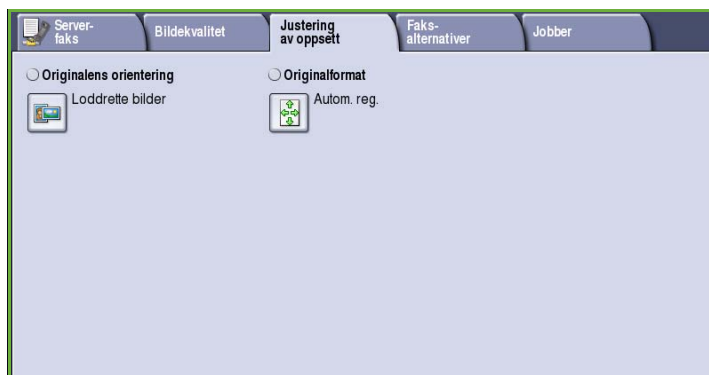 Server-
faks
Bildekvalitet
Justering
av oppsett
Faks-
alternativer
Jobber
Originalens orientering
Loddrette bilder
Originalformat
Autom. reg.